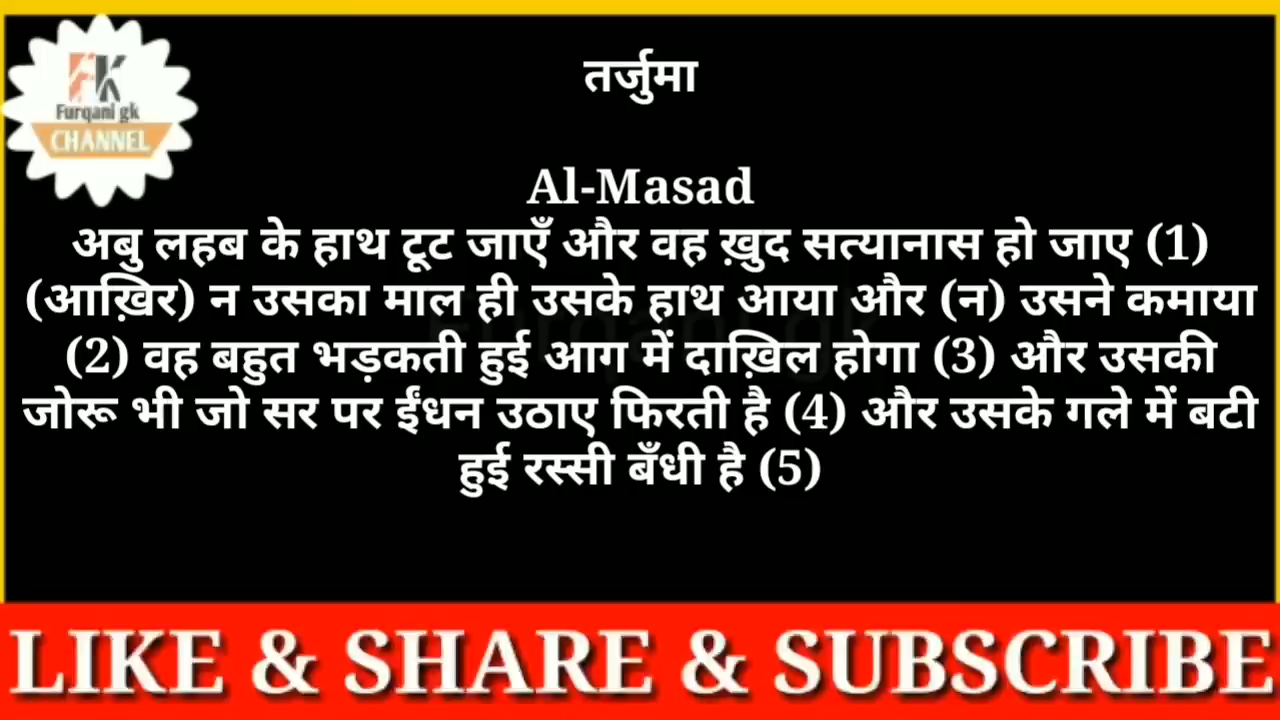 FK
Furqani gk
CHANNEL
तर्जुमा
Al-Masad
अबु लहब के हाथ टूट जाएँ और वह ख़ुद सत्यानास हो जाए (1)
(आख़िर) न उसका माल ही उसके हाथ आया और (न) उसने कमाया
(2) वह बहुत भड़कती हुई आग में दाख़िल होगा (3) और उसकी
जोरू भी जो सर पर ईंधन उठाए फिरती है (4) और उसके गले में बटी
हुई रस्सी बँधी है (5)
LIKE & SHARE & SUBSCRIBE